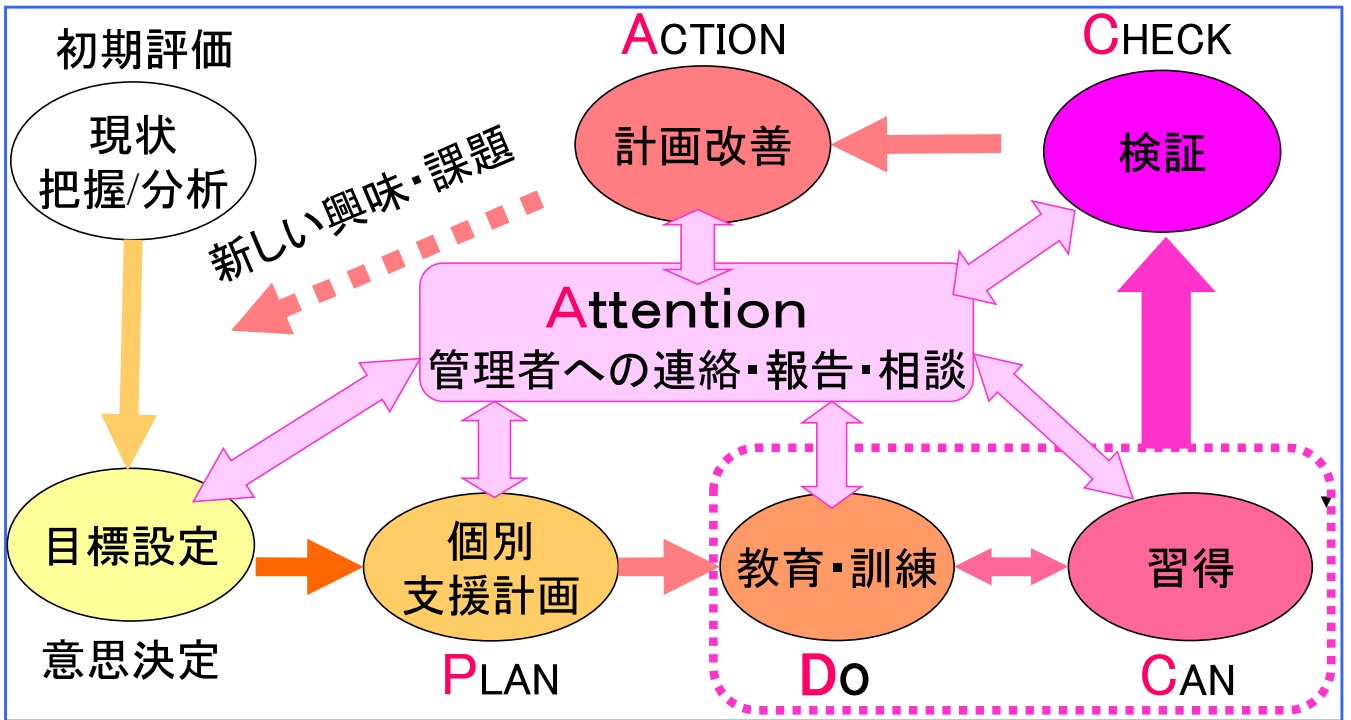 初期評価
現状
把握/分析
ACTION
計画改善
CHECK
検証
新しい興味・課題
Attention
管理者への連絡・報告・相談
目標設定
意思決定
個別
支援計画
PLAN
教育・訓練
Do
習得
CAN